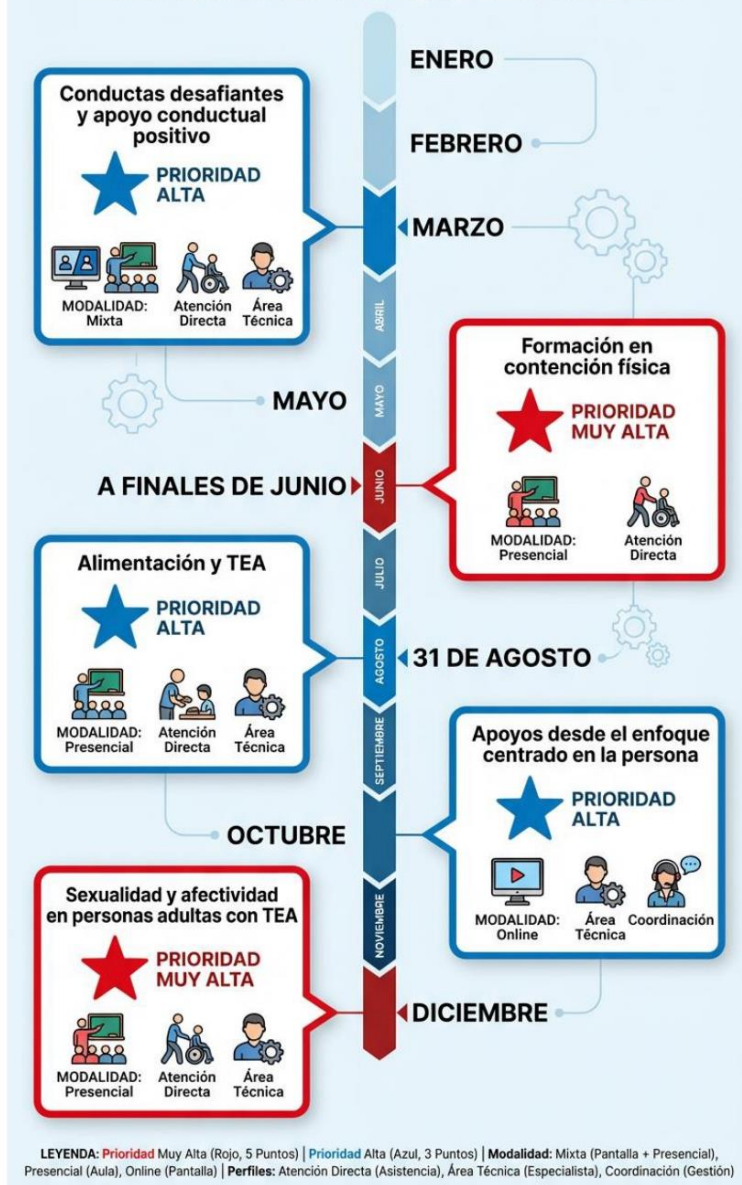 ENERO
Conductas desafiantes
y apoyo conductual
positivo
PRIORIDAD
ALTA
MODALIDAD:
Mixta
Atención
Directa
Área
Técnica
FEBRERO
MARZO
ABRIL
Formación en
contención física
PRIORIDAD
MUY ALTA
MODALIDAD:
Presencial
Atención
Directa
MAYO
MAYO
A FINALES DE JUNIO
JUNIO
Alimentación y TEA
PRIORIDAD
ALTA
MODALIDAD:
Presencial
Atención
Directa
Área
Técnica
JULIO
AGOSTO
31 DE AGOSTO
SEPTIEMBRE
Apoyos desde el enfoque
centrado en la persona
PRIORIDAD
ALTA
MODALIDAD:
Online
Área
Técnica
Coordinación
OCTUBRE
Sexualidad y afectividad
en personas adultas con TEA
PRIORIDAD
MUY ALTA
MODALIDAD:
Presencial
Atención
Directa
Área
Técnica
NOVIEMBRE
DICIEMBRE
LEYENDA: Prioridad Muy Alta (Rojo, 5 Puntos) | Prioridad Alta (Azul, 3 Puntos) | Modalidad: Mixta (Pantalla + Presencial),
Presencial (Aula), Online (Pantalla) | Perfiles: Atención Directa (Asistencia), Área Técnica (Especialista), Coordinación (Gestión)